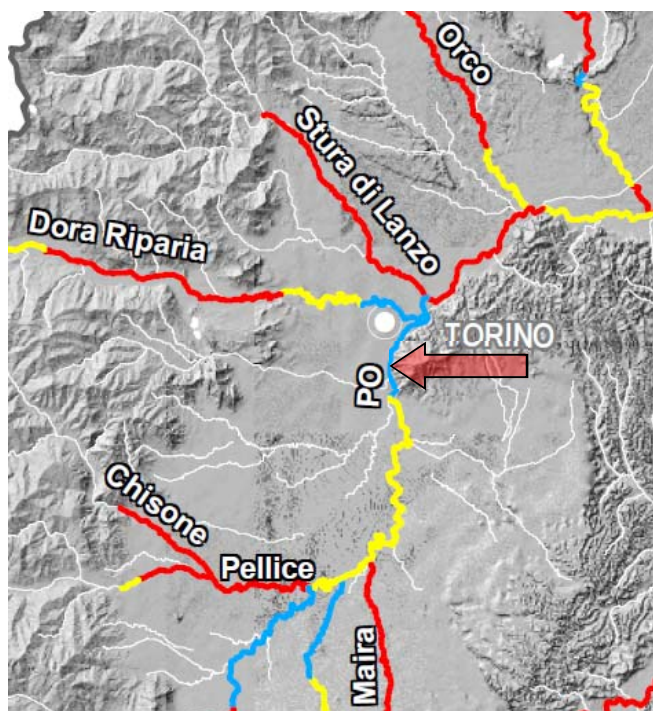 Orco
Stura di Lanzo
Dora Riparia
TORINO
PO
Chisone
Pellice
Maira